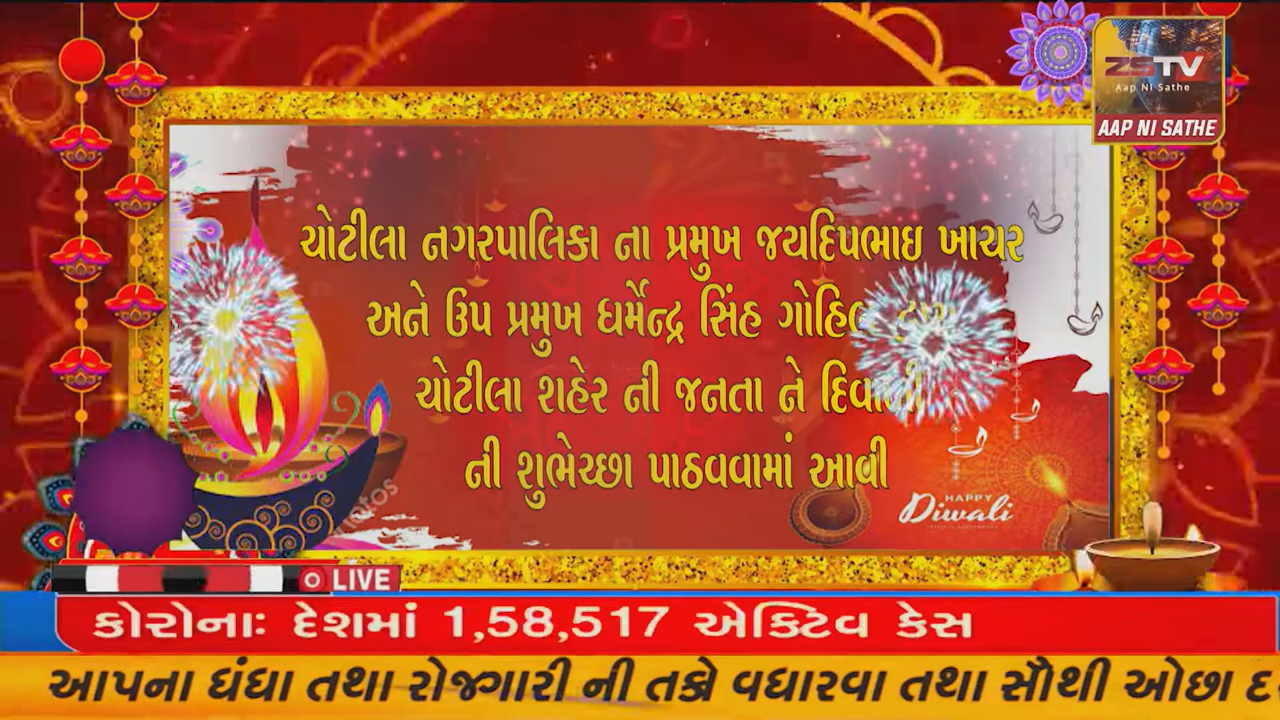 ZSTV
Aap Ni Sathe
AAP NI SATHE
ચોટીલા નગરપાલિકા ના પ્રમુખ જયદિપભાઇ ખાચર
અને ઉપ પ્રમુખ ધર્મેન્દ્ર સિંહ ગોહિલ
ચોટીલા શહેર ની જનતા ને
ની શુભેચ્છા પાઠવવામાં આવી
HAPPY
Diwali
LIVE
કોરોનાઃ દેશમાં 1,58,517 એક્ટિવ કેસ
આપના ધંધા તથા રોજગારી ની તકો વધારવા તથા સૌથી ઓછા